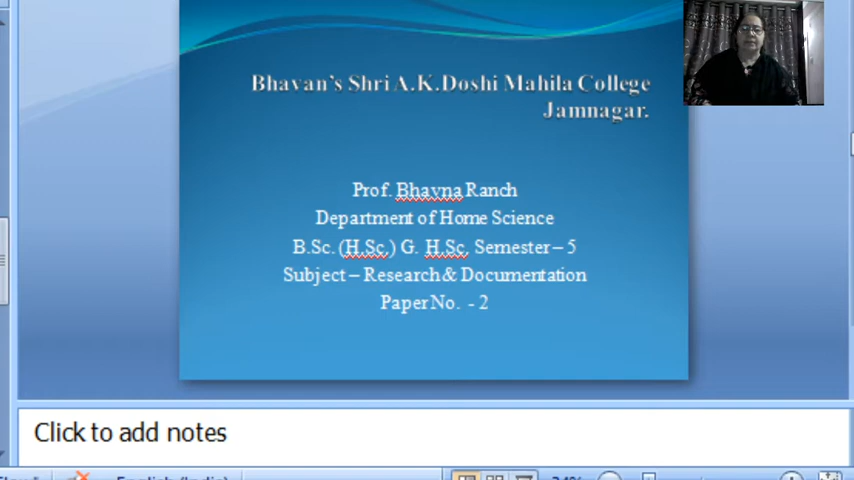 Bhavan's Shri A.K.Doshi Mahila College
Jamnagar.
Prof. Bhavna Ranch
Department of Home Science
B.Sc. (H.Sc.) G. H.Sc. Semester – 5
Subject – Research & Documentation
Paper No. - 2
Click to add notes
English (India)